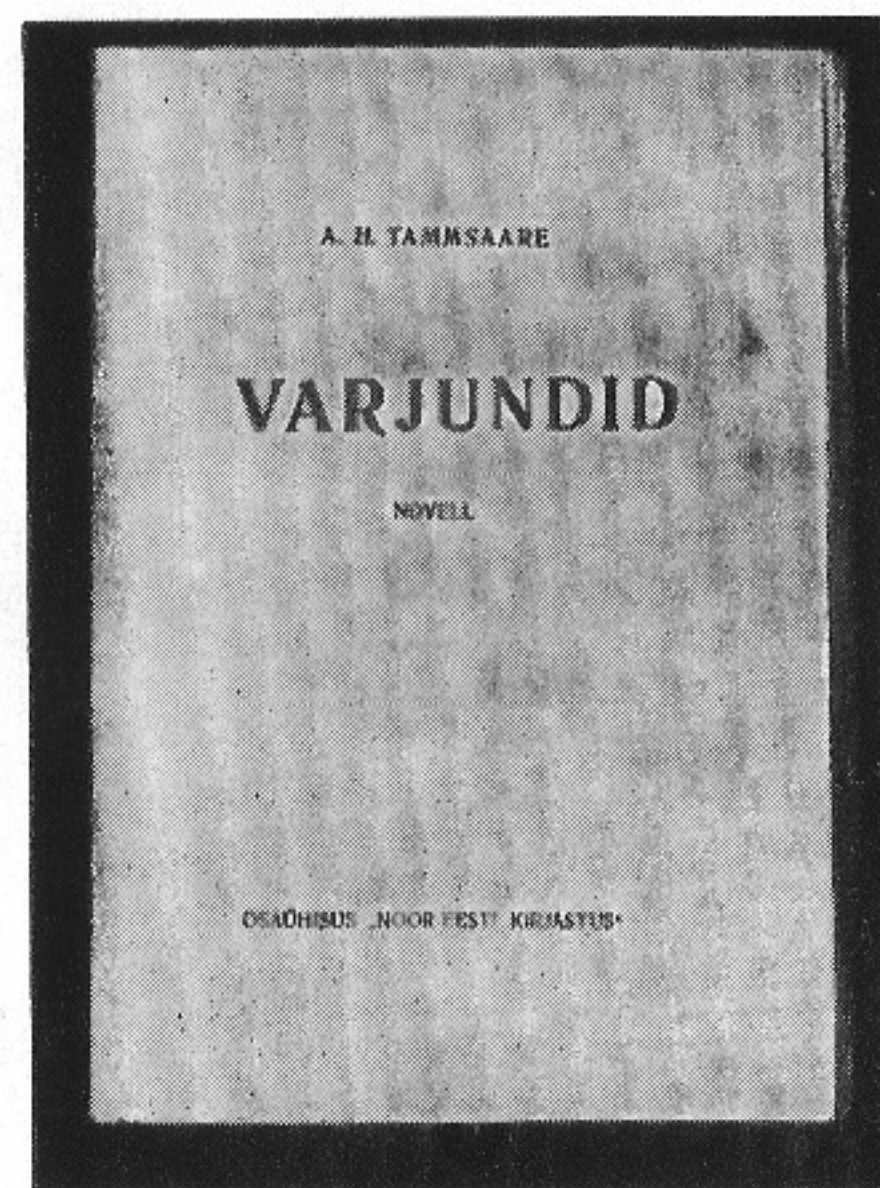 A. H. TAMMSAARE
VARJUNDID
NOVELL
OSAÜHISUS „NOOR EESTI KIRJASTUS“